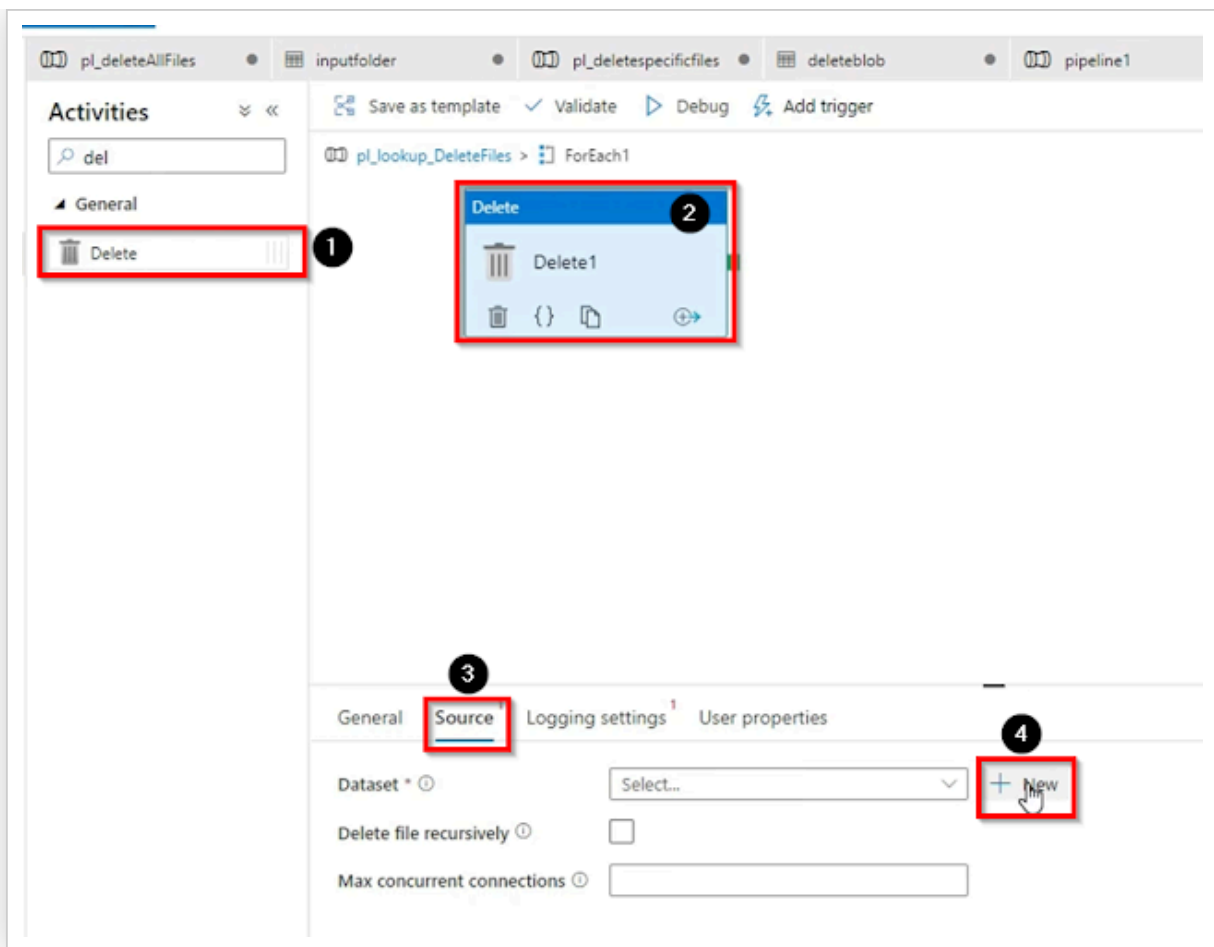 pl_deleteAllFiles inputfolder pl_deletespecificfiles deleteblob pipeline1
Activities
Save as template Validate Debug Add trigger
del
pl_lookup_DeleteFiles > ForEach1
General
Delete 2
Delete 1
Delete1
{}
3
General Source 1 Logging settings 1 User properties
4
Dataset * Select... + New
Delete file recursively
Max concurrent connections